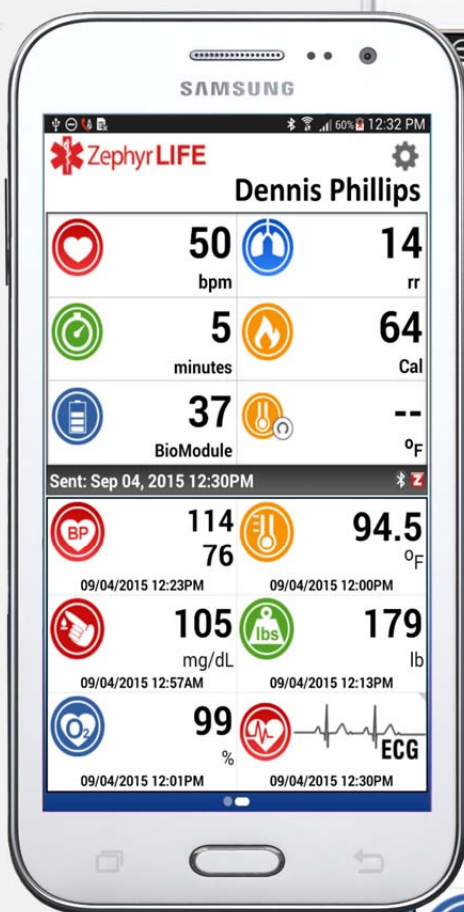 SAMSUNG
60% 12:32 PM
Zephyr LIFE
Dennis Phillips
50 14
bpm rr
5 64
minutes Cal
37 --
BioModule °F
Sent: Sep 04, 2015 12:30PM Z
BP 114 94.5
76 °F
09/04/2015 12:23PM 09/04/2015 12:00PM
105 lbs 179
mg/dL lb
09/04/2015 12:57AM 09/04/2015 12:13PM
O2 99 ECG
%
09/04/2015 12:01PM 09/04/2015 12:30PM